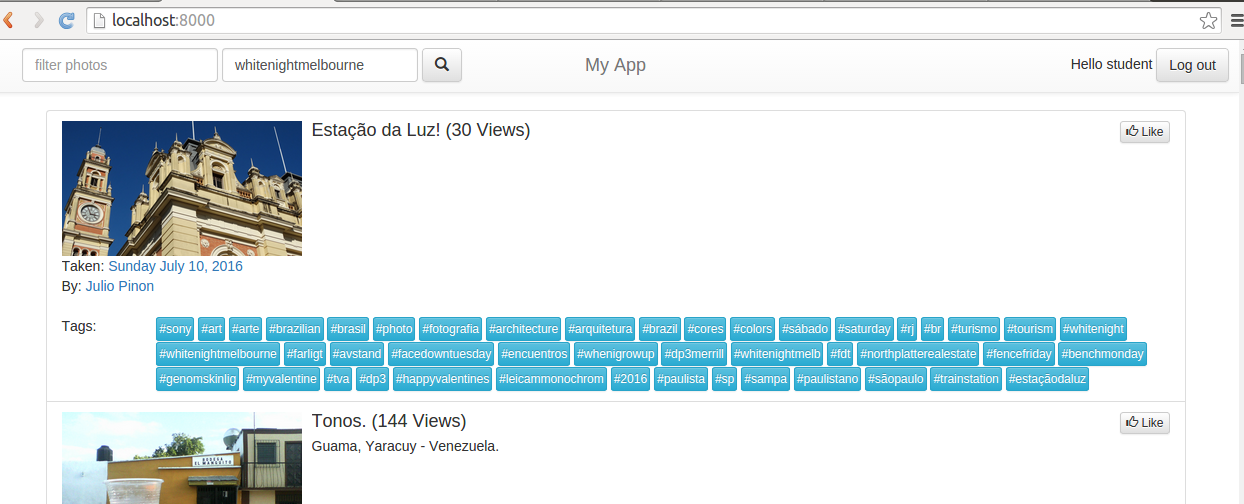 localhost:8000
filter photos whitenightmelbourne My App Hello student Log out
Estação da Luz! (30 Views) Like
Taken: Sunday July 10, 2016
By: Julio Pinon
Tags: #sony #art #arte #brazilian #brasil #photo #fotografia #architecture #arquitetura #brazil #cores #colors #sábado #saturday #rj #br #turismo #tourism #whitenight
#whitenightmelbourne #farligt #avstand #facedowntuesday #encuentros #whenigrowup #dp3merrill #whitenightmelb #fdt #northplatterealestate #fencefriday #benchmonday
#genomskinlig #myvalentine #tva #dp3 #happyvalentines #leicammonochrom #2016 #paulista #sp #sampa #paulistano #sãopaulo #trainstation #estaçãodaluz
Tonos. (144 Views) Like
Guama, Yaracuy - Venezuela.
BODEGA
EL MANGUITO